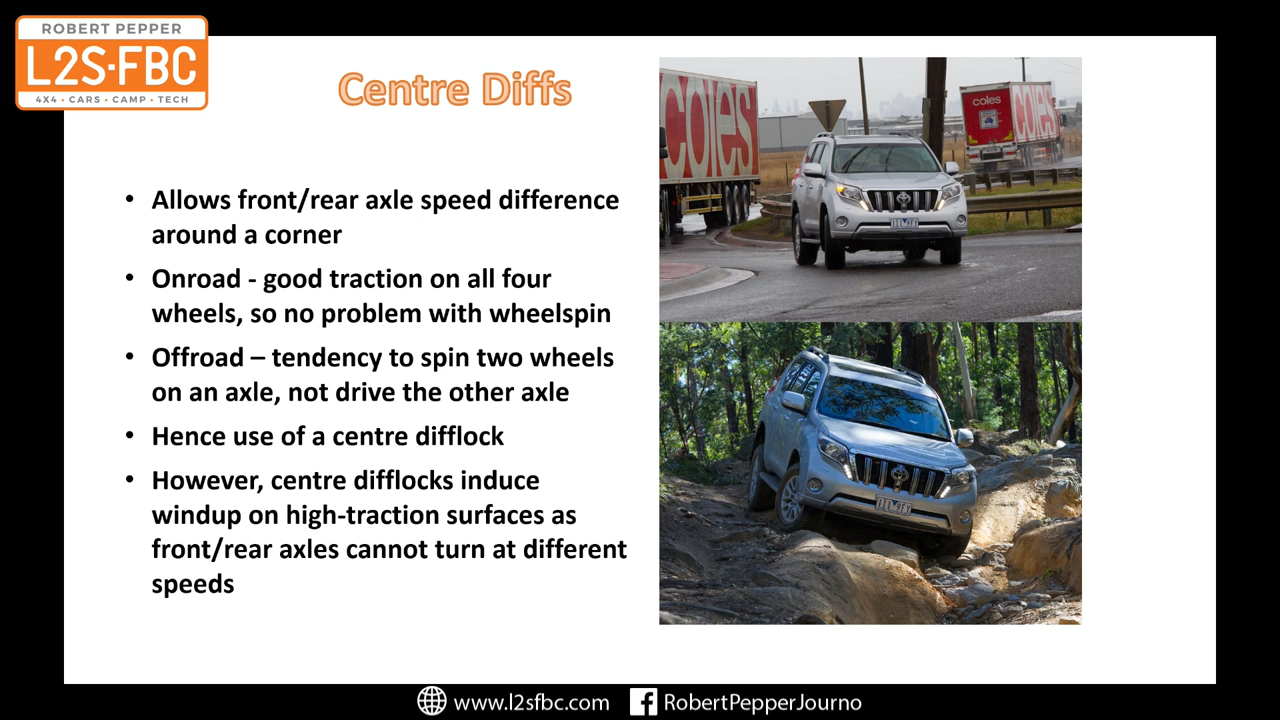 ROBERT PEPPER
L2S·FBC
4X4 · CARS · CAMP · TECH
Centre Diffs
• Allows front/rear axle speed difference
around a corner
• Onroad - good traction on all four
wheels, so no problem with wheelspin
• Offroad – tendency to spin two wheels
on an axle, not drive the other axle
• Hence use of a centre difflock
• However, centre difflocks induce
windup on high-traction surfaces as
front/rear axles cannot turn at different
speeds
coles
coles
coles
www.l2sfbc.com
RobertPepperJourno